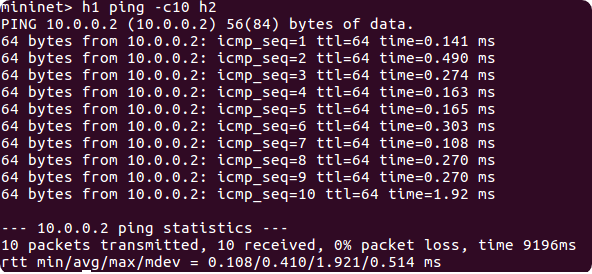 mininet> h1 ping -c10 h2
PING 10.0.0.2 (10.0.0.2) 56(84) bytes of data.
64 bytes from 10.0.0.2: icmp_seq=1 ttl=64 time=0.141 ms
64 bytes from 10.0.0.2: icmp_seq=2 ttl=64 time=0.490 ms
64 bytes from 10.0.0.2: icmp_seq=3 ttl=64 time=0.274 ms
64 bytes from 10.0.0.2: icmp_seq=4 ttl=64 time=0.163 ms
64 bytes from 10.0.0.2: icmp_seq=5 ttl=64 time=0.165 ms
64 bytes from 10.0.0.2: icmp_seq=6 ttl=64 time=0.303 ms
64 bytes from 10.0.0.2: icmp_seq=7 ttl=64 time=0.108 ms
64 bytes from 10.0.0.2: icmp_seq=8 ttl=64 time=0.270 ms
64 bytes from 10.0.0.2: icmp_seq=9 ttl=64 time=0.270 ms
64 bytes from 10.0.0.2: icmp_seq=10 ttl=64 time=1.92 ms
--- 10.0.0.2 ping statistics ---
10 packets transmitted, 10 received, 0% packet loss, time 9196ms
rtt min/avg/max/mdev = 0.108/0.410/1.921/0.514 ms